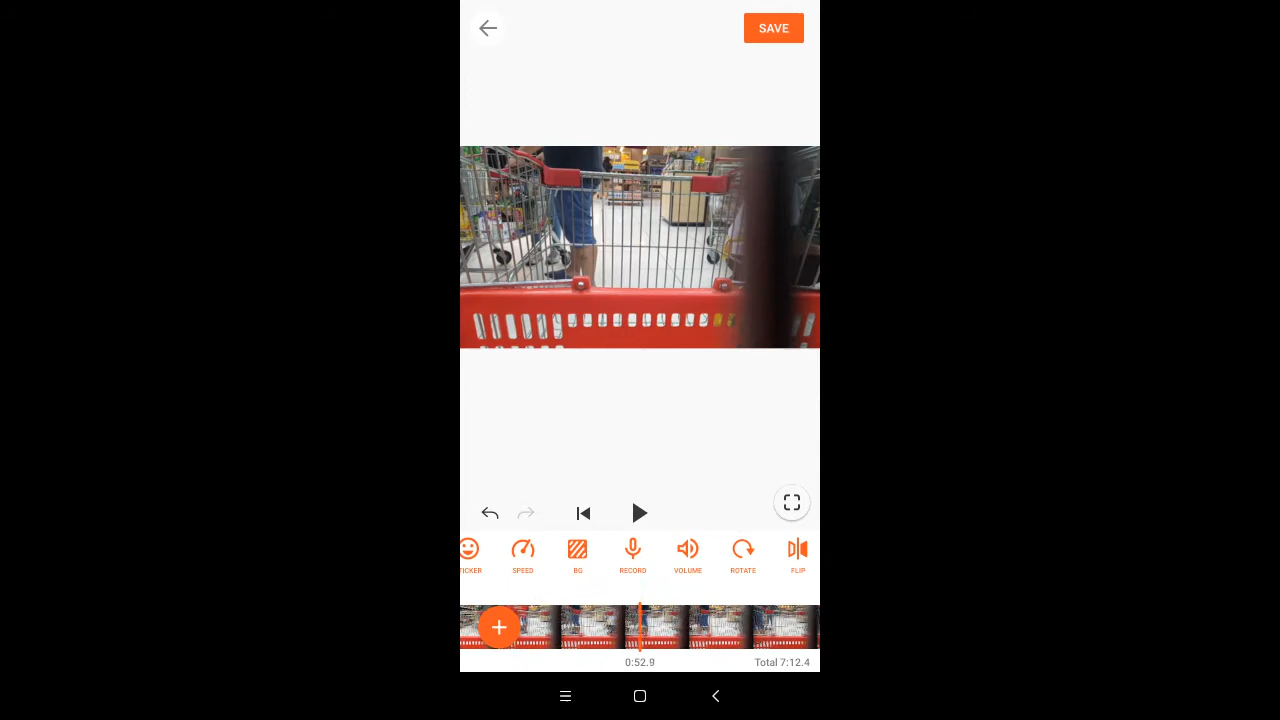 SAVE
TICKER SPEED BG RECORD VOLUME ROTATE FLIP
0:52.9 Total 7:12.4